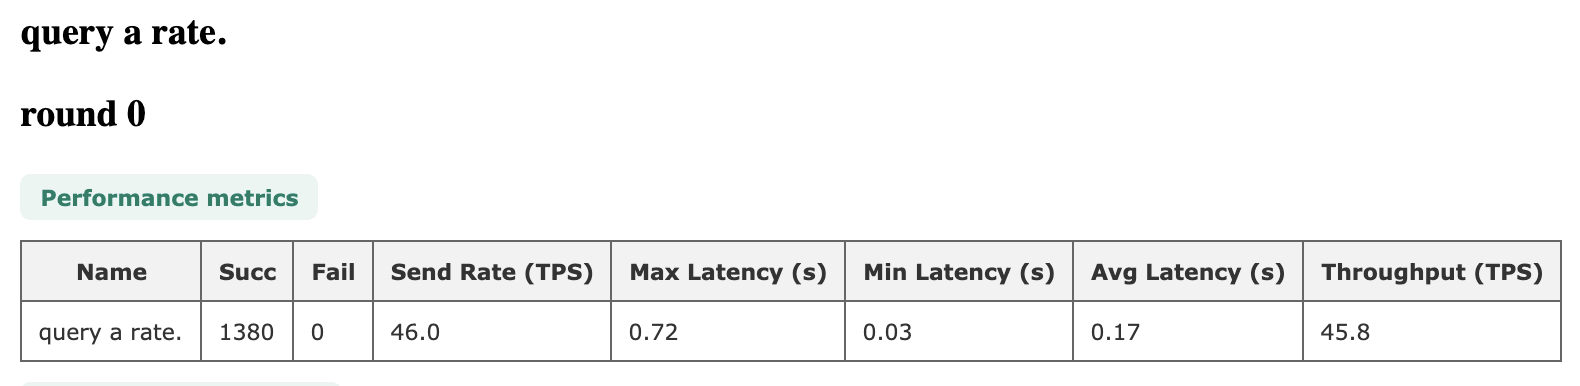 query a rate.
round 0
Performance metrics
Name Succ Fail Send Rate (TPS) Max Latency (s) Min Latency (s) Avg Latency (s) Throughput (TPS)
query a rate. 1380 0 46.0 0.72 0.03 0.17 45.8